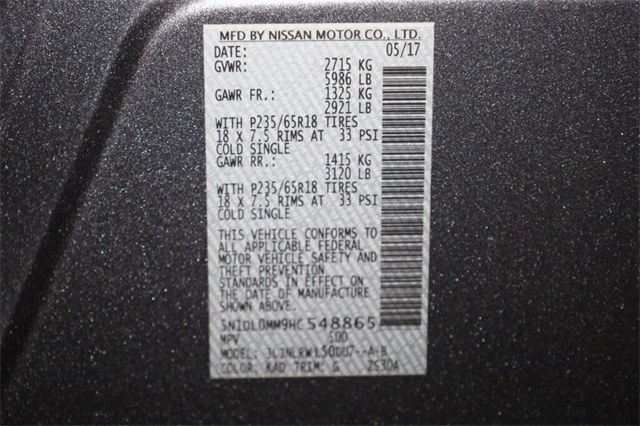 MFD BY NISSAN MOTOR CO., LTD.
DATE: 05/17
GVWR: 2715 KG
5986 LB
GAWR FR.: 1325 KG
2921 LB
WITH P235/65R18 TIRES
18 X 7.5 RIMS AT 33 PSI
COLD SINGLE
GAWR RR.: 1415 KG
3120 LB
WITH P235/65R18 TIRES
18 X 7.5 RIMS AT 33 PSI
COLD SINGLE
THIS VEHICLE CONFORMS TO
ALL APPLICABLE FEDERAL
MOTOR VEHICLE SAFETY AND
THEFT PREVENTION
STANDARDS IN EFFECT ON
THE DATE OF MANUFACTURE
SHOWN ABOVE.
5N1DL0MM9HC548865
MPV
MODEL:
COLOR: KAD TRIM: G